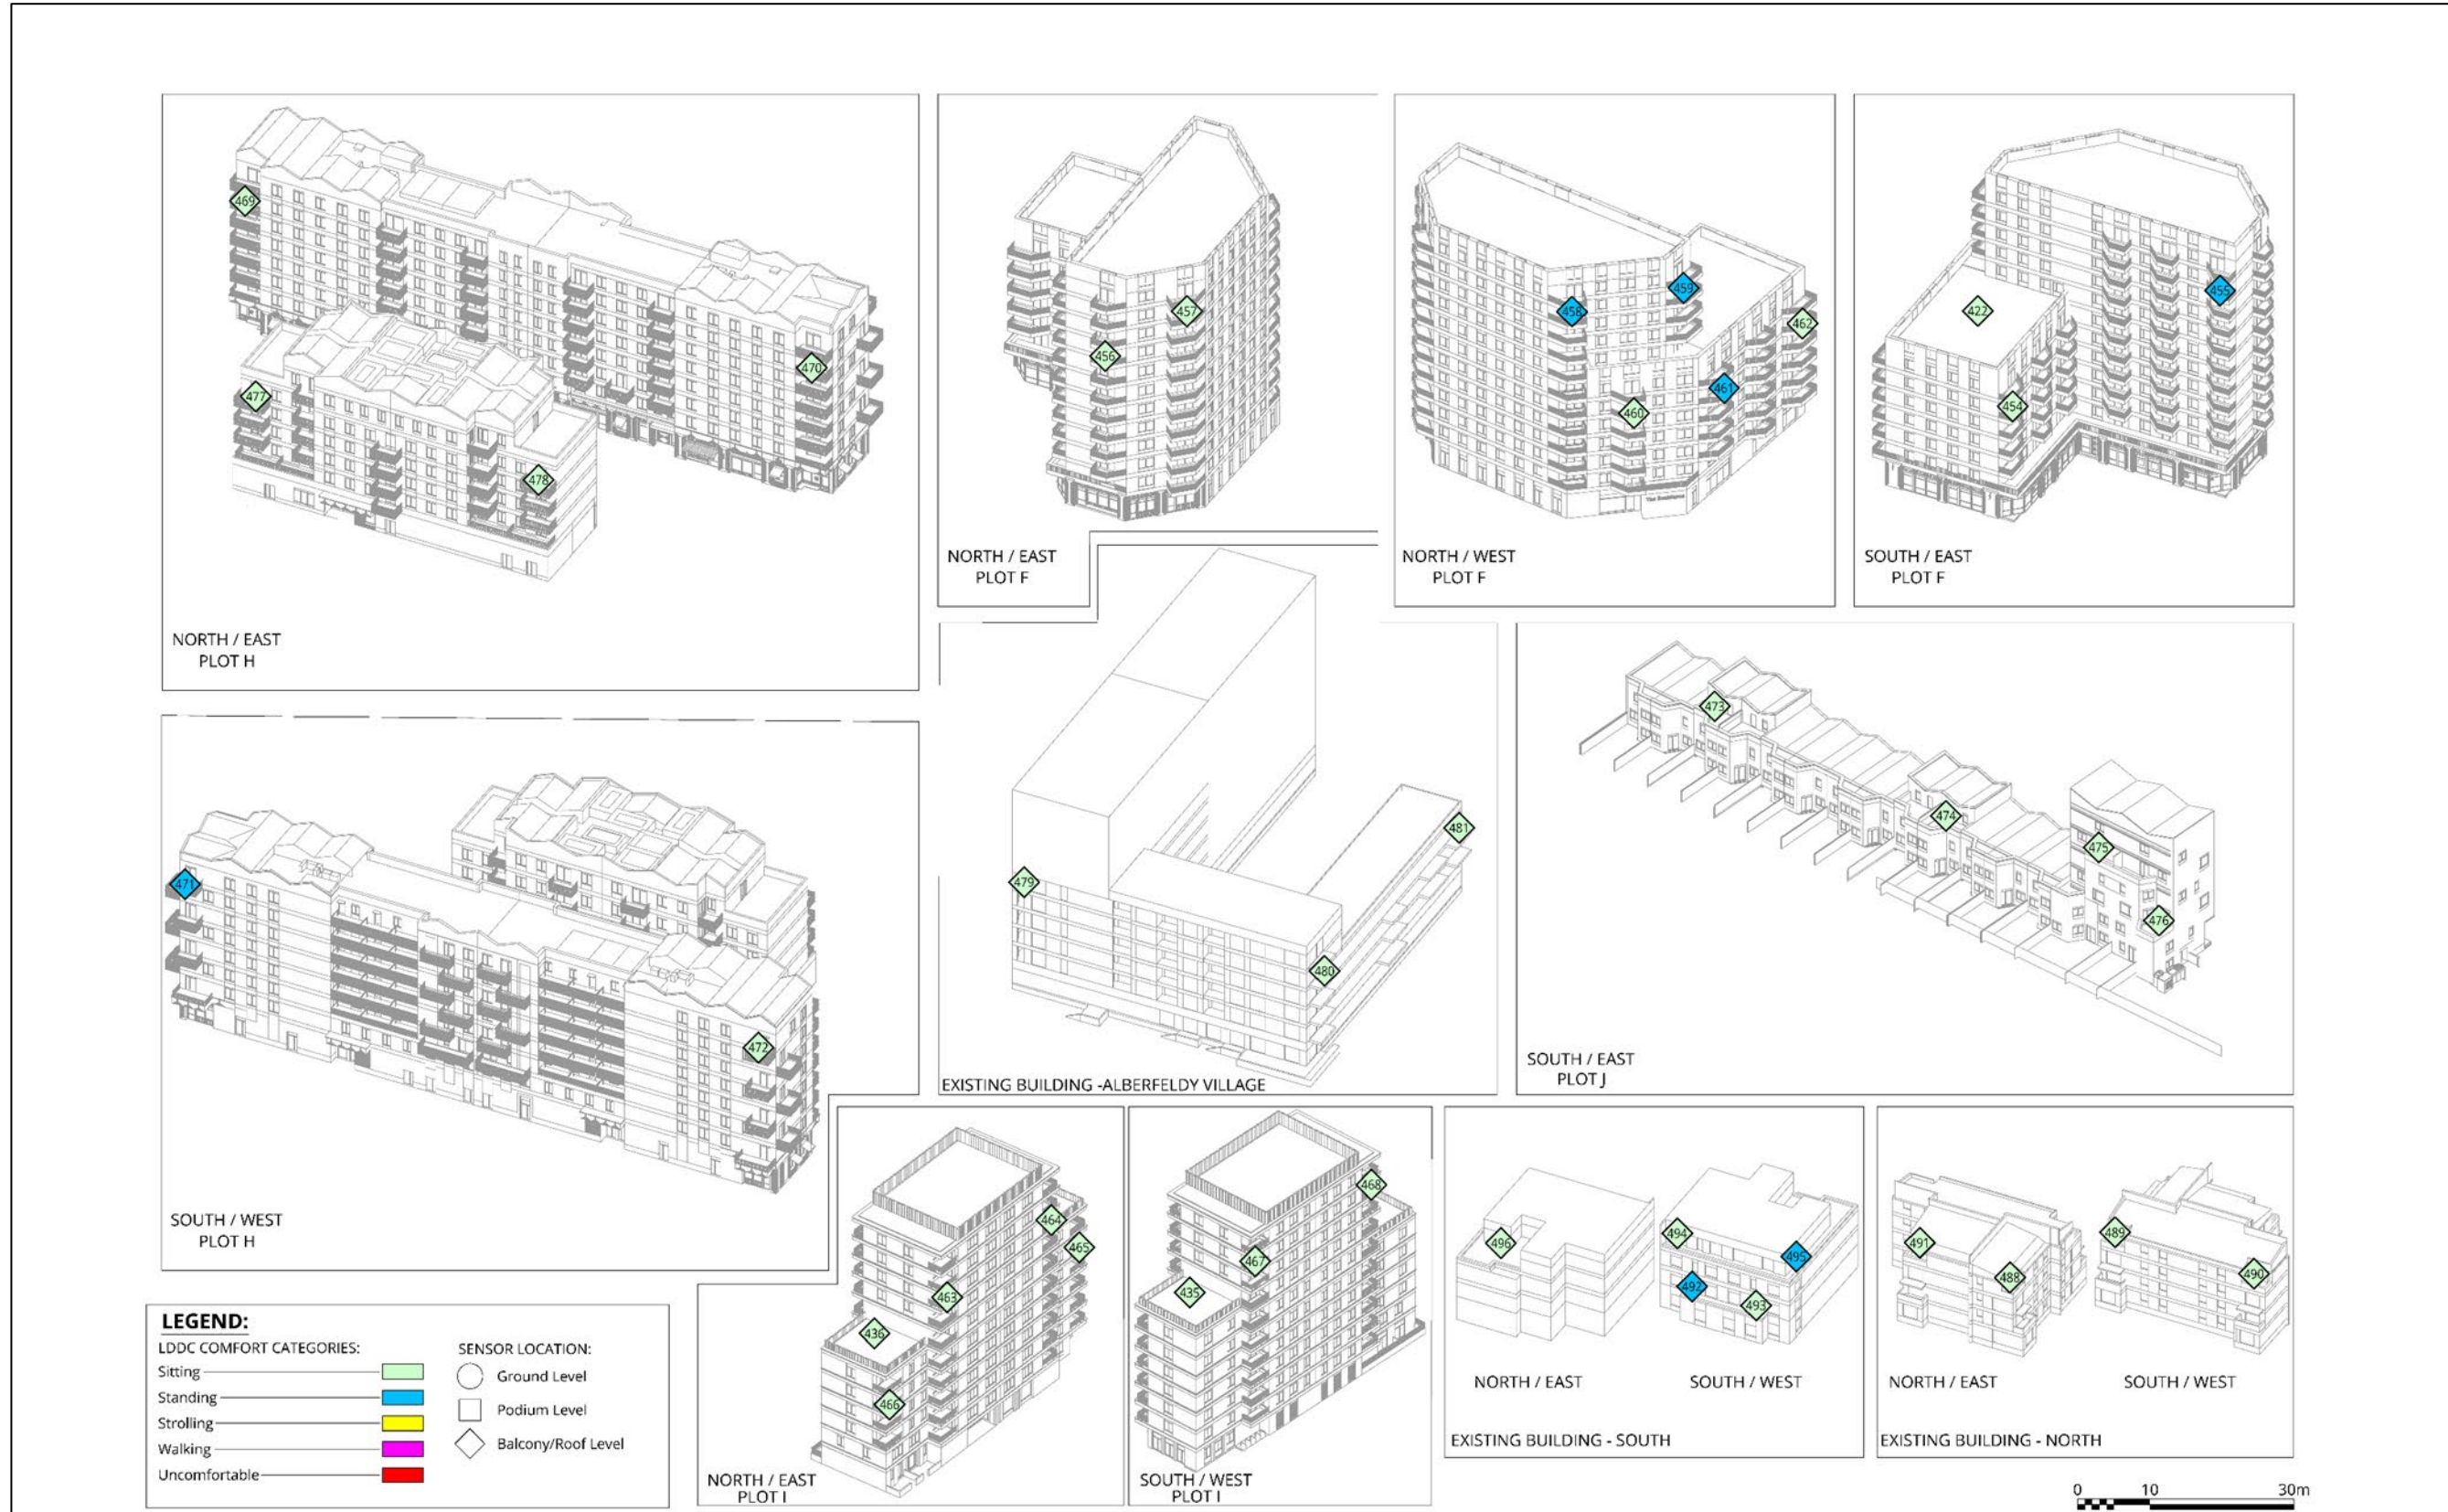 469
470
477
478
NORTH / EAST
PLOT H
457
456
NORTH / EAST
PLOT F
459
458
462
461
460
NORTH / WEST
PLOT F
455
422
454
SOUTH / EAST
PLOT F
471
472
SOUTH / WEST
PLOT H
481
479
480
EXISTING BUILDING -ALBERFELDY VILLAGE
473
474
475
476
SOUTH / EAST
PLOT J
464
465
463
436
466
NORTH / EAST
PLOT I
468
467
435
SOUTH / WEST
PLOT I
496
494
495
492
493
NORTH / EAST
SOUTH / WEST
EXISTING BUILDING - SOUTH
491
488
489
490
NORTH / EAST
SOUTH / WEST
EXISTING BUILDING - NORTH
LEGEND:
LDDC COMFORT CATEGORIES:
Sitting
Standing
Strolling
Walking
Uncomfortable
SENSOR LOCATION:
Ground Level
Podium Level
Balcony/Roof Level
0 10 30m